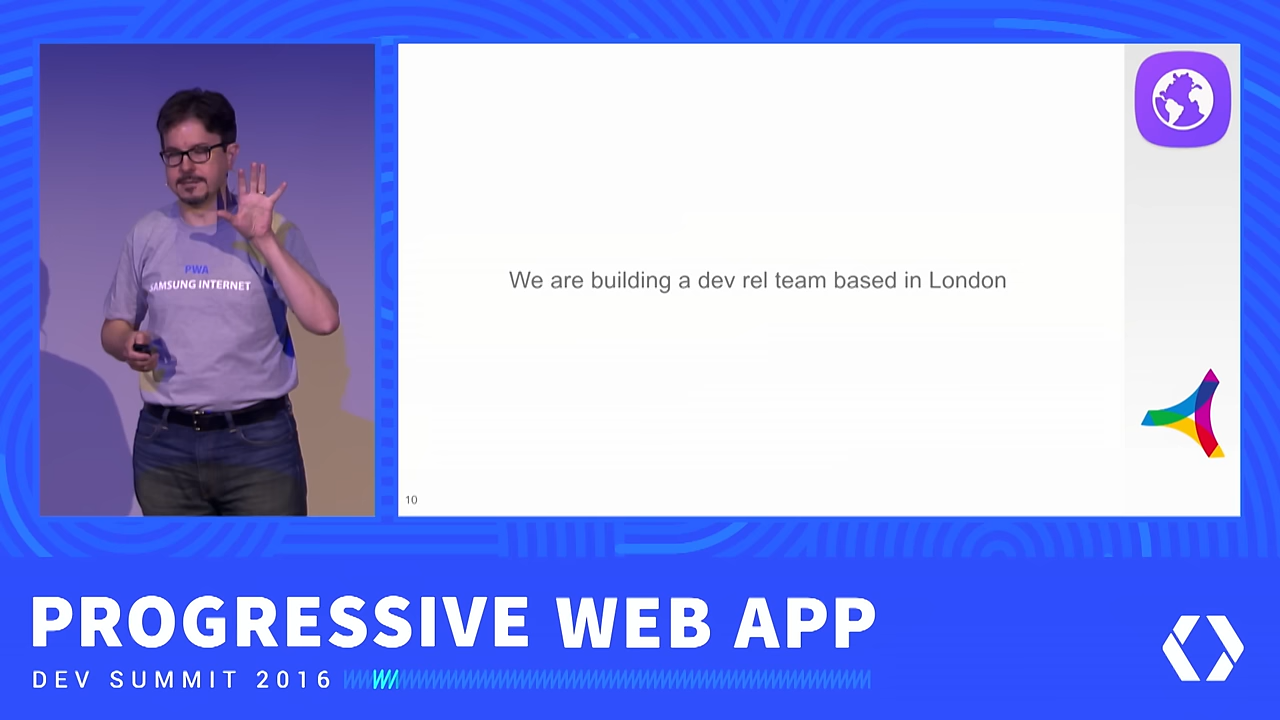 PWA
SAMSUNG INTERNET
We are building a dev rel team based in London
10
PROGRESSIVE WEB APP
DEV SUMMIT 2016